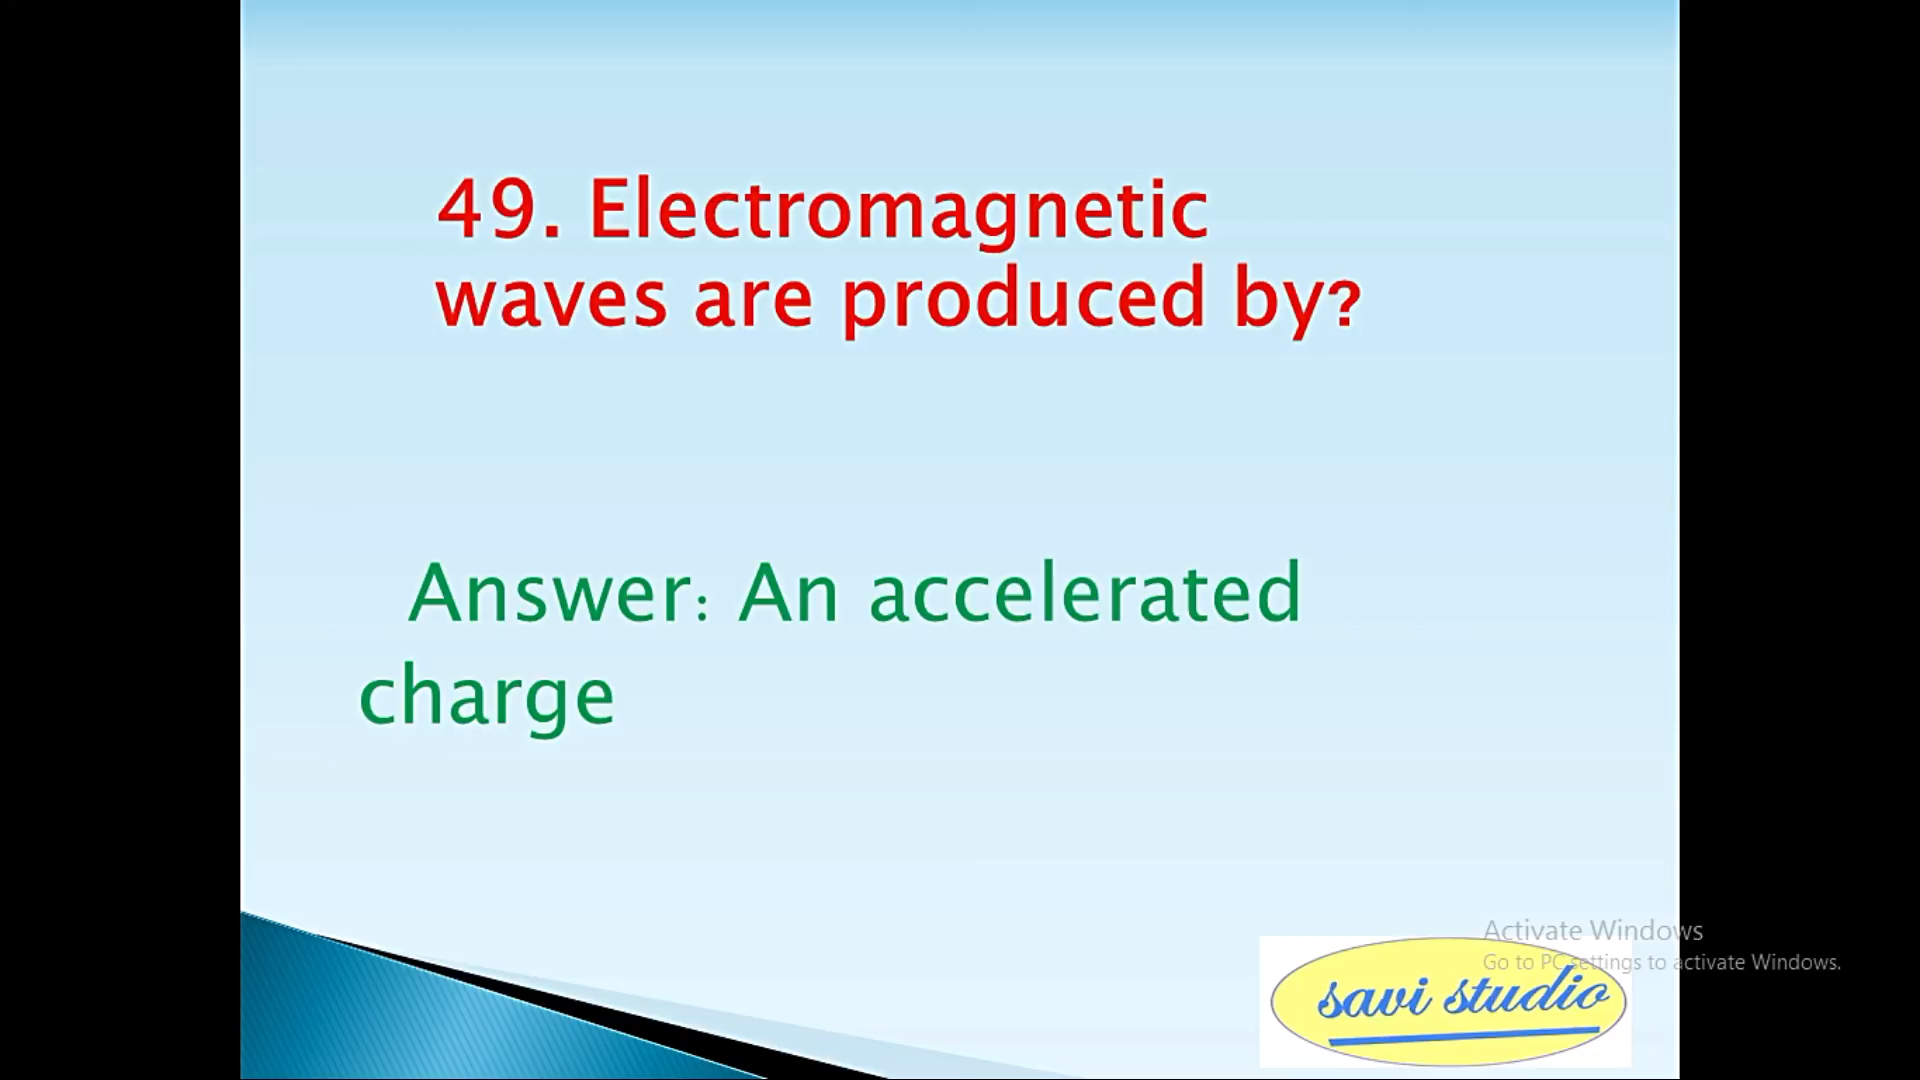 49. Electromagnetic
waves are produced by?
Answer: An accelerated
charge
Activate Windows
Go to PC settings to activate Windows.
savi studio